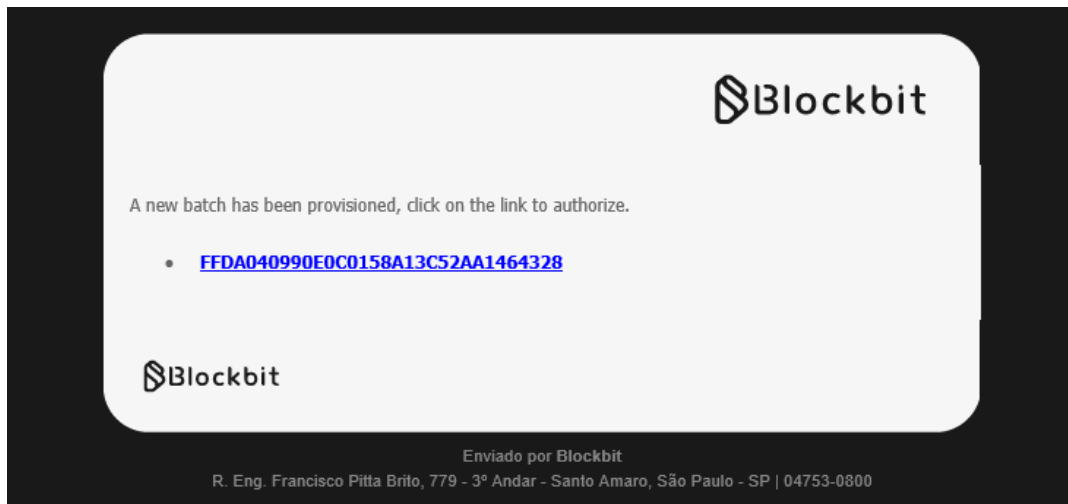 Blockbit
A new batch has been provisioned, click on the link to authorize.
• FFDA040990E0C0158A13C52AA1464328
Blockbit
Enviado por Blockbit
R. Eng. Francisco Pitta Brito, 779 - 3º Andar - Santo Amaro, São Paulo - SP | 04753-0800